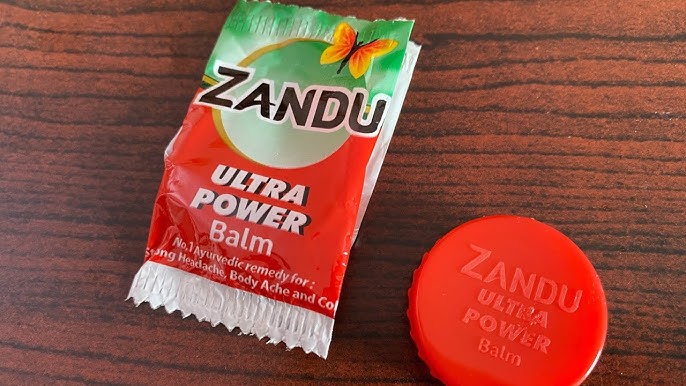 ZANDU
ULTRA
POWER
Balm
No.1 Ayurvedic remedy for :
Headache, Body Ache and
ZANDU
ULTRA
POWER
Balm